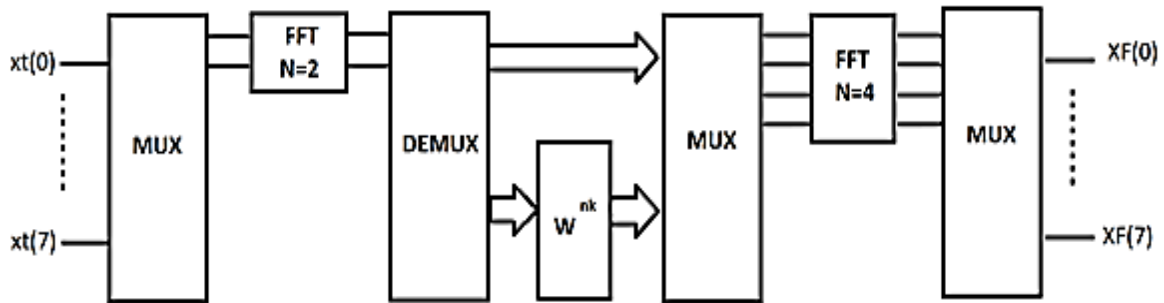 xt(0)
xt(7)
MUX
FFT
N=2
DEMUX
W^nk
MUX
FFT
N=4
MUX
XF(0)
XF(7)